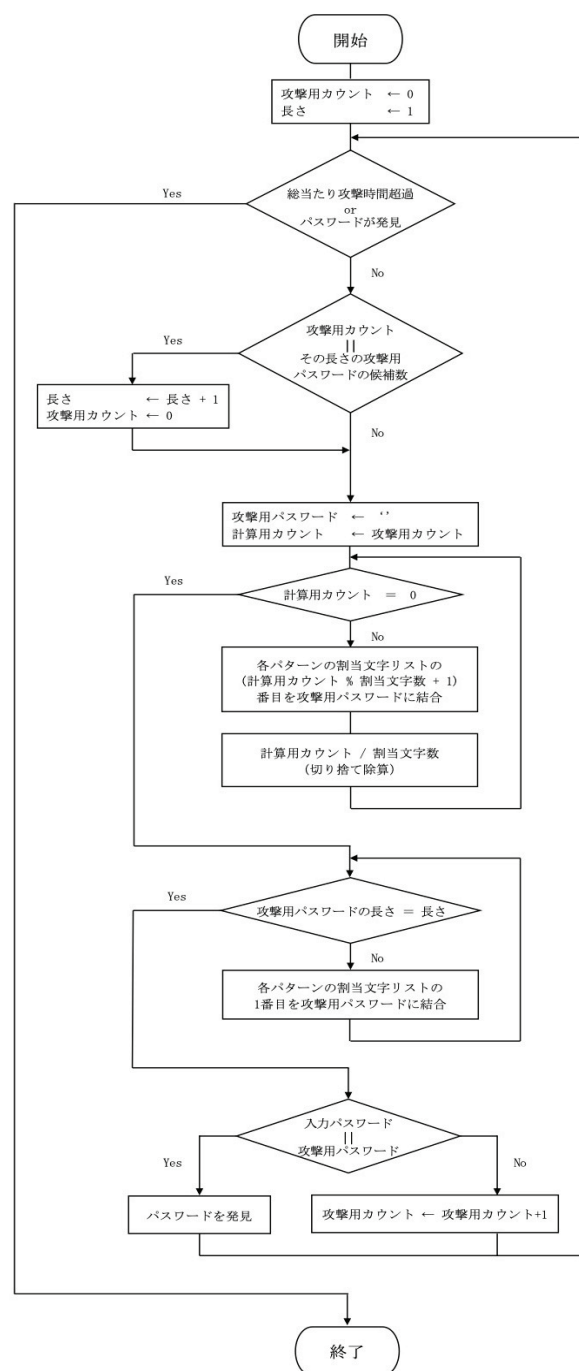 開始
攻撃用カウント ← 0
長さ ← 1
Yes
総当たり攻撃時間超過
or
パスワードが発見
No
Yes
攻撃用カウント
||
その長さの攻撃用
パスワードの候補数
長さ ← 長さ + 1
攻撃用カウント ← 0
No
攻撃用パスワード ← ‘’
計算用カウント ← 攻撃用カウント
Yes
計算用カウント = 0
No
各パターンの割当文字リストの
(計算用カウント % 割当文字数 + 1)
番目を攻撃用パスワードに結合
計算用カウント / 割当文字数
(切り捨て除算)
Yes
攻撃用パスワードの長さ = 長さ
No
各パターンの割当文字リストの
1番目を攻撃用パスワードに結合
入力パスワード
||
攻撃用パスワード
Yes
No
パスワードを発見
攻撃用カウント ← 攻撃用カウント+1
終了